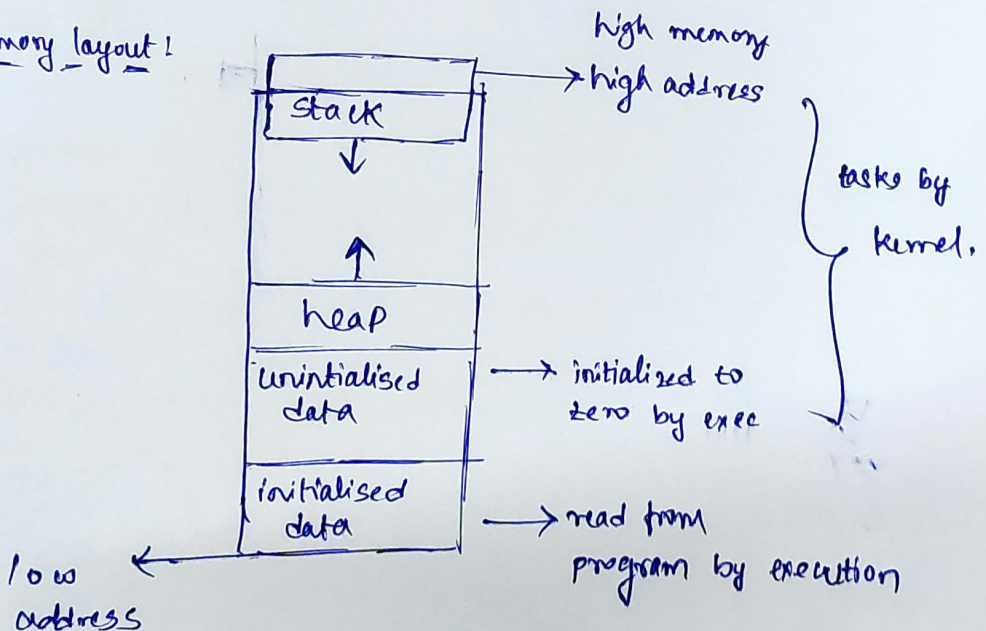 mory layout!
high memory
high address
stack
tasks by
kernel.
heap
unintialised
data
initialized to
zero by exec
initialised
data
read from
program by execution
low
address